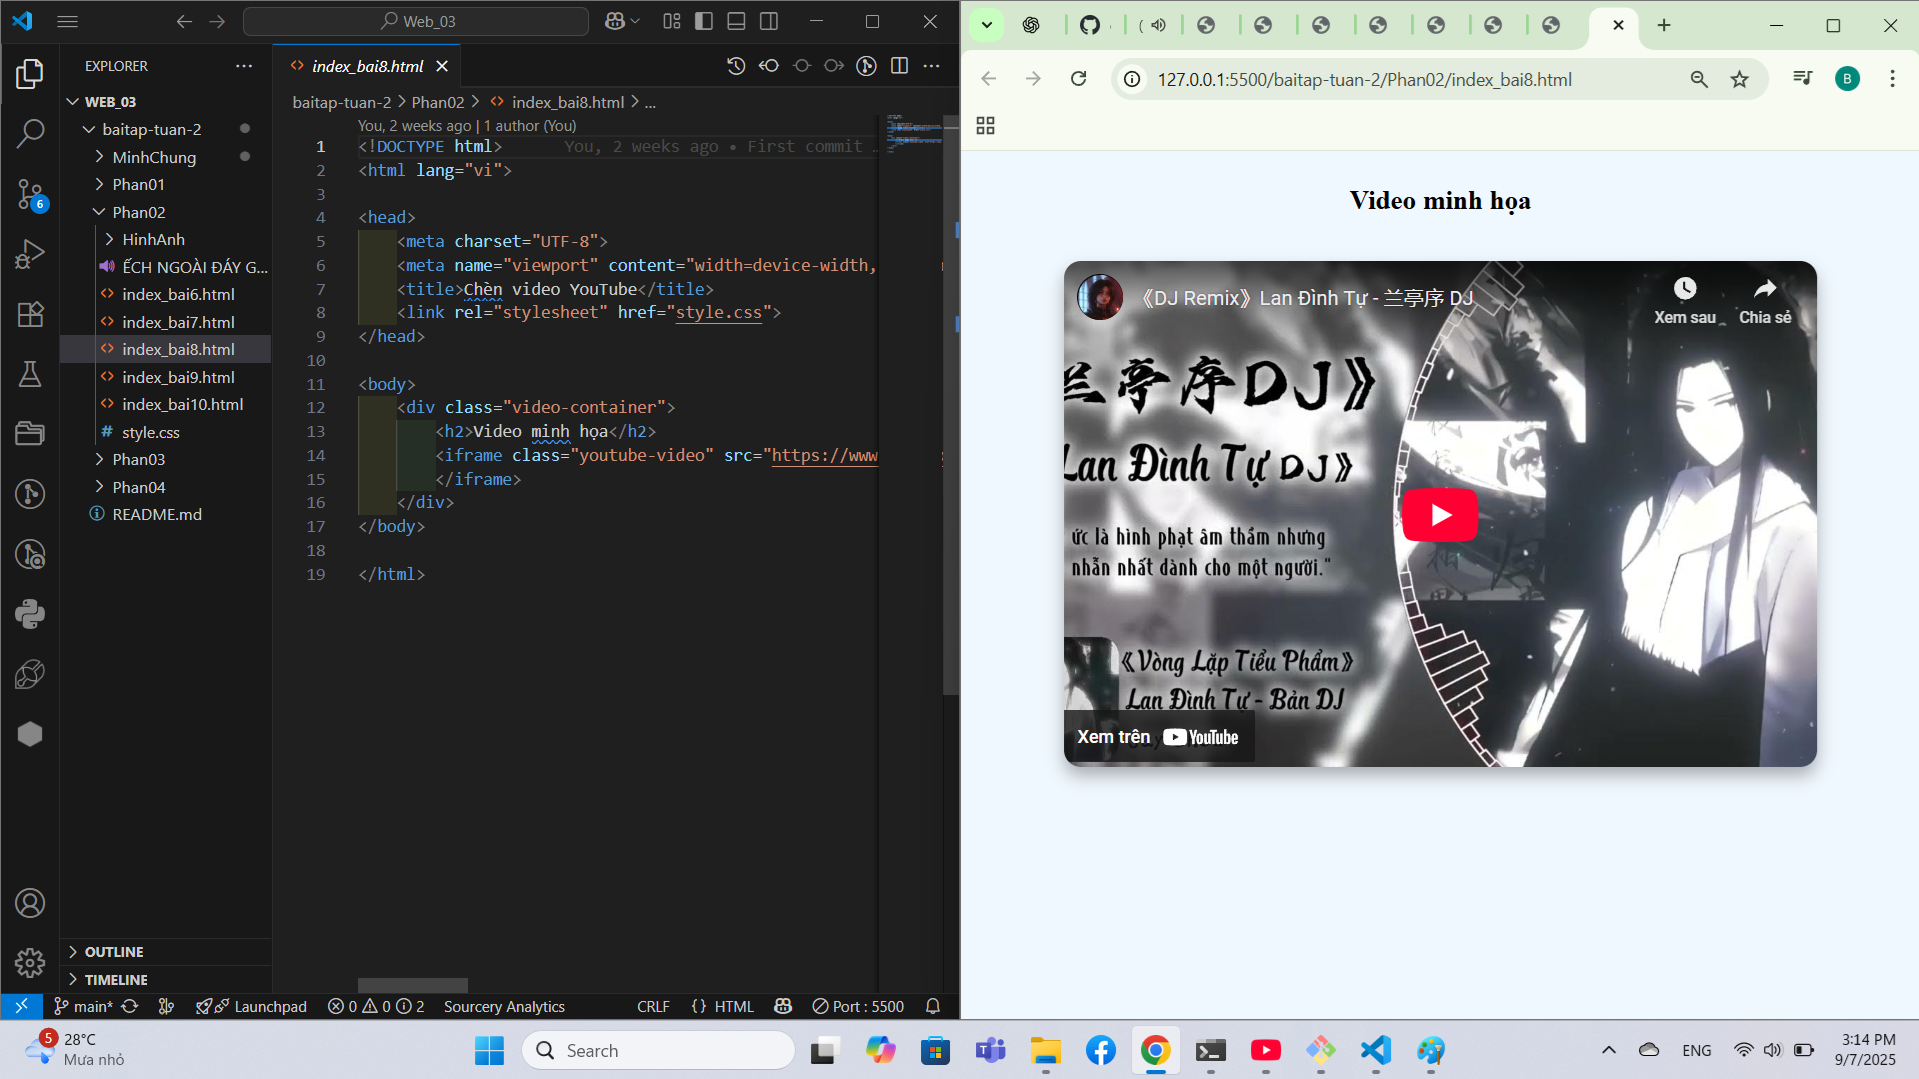 Web_03
EXPLORER
WEB_03
baitap-tuan-2
MinhChung
Phan01
Phan02
HinhAnh
ẾCH NGOÀI ĐÁY G...
index_bai6.html
index_bai7.html
index_bai8.html
index_bai9.html
index_bai10.html
style.css
Phan03
Phan04
README.md
OUTLINE
TIMELINE
6
index_bai8.html
baitap-tuan-2 > Phan02 > index_bai8.html > ...
You, 2 weeks ago | 1 author (You)
1 <!DOCTYPE html> You, 2 weeks ago • First commit …
2 <html lang="vi">
3
4 <head>
5 <meta charset="UTF-8">
6 <meta name="viewport" content="width=device-width,
7 <title>Chèn video YouTube</title>
8 <link rel="stylesheet" href="style.css">
9 </head>
10
11 <body>
12 <div class="video-container">
13 <h2>Video minh họa</h2>
14 <iframe class="youtube-video" src="https://www
15 </iframe>
16 </div>
17 </body>
18
19 </html>
main* Launchpad 0 0 2 Sourcery Analytics CRLF {} HTML Port : 5500
127.0.0.1:5500/baitap-tuan-2/Phan02/index_bai8.html
B
Video minh họa
《DJ Remix》Lan Đình Tự - 兰亭序 DJ
Xem sau
Chia sẻ
兰亭序DJ》
Lan Đình Tự DJ》
ức là hình phạt âm thầm nhưng
nhẫn nhất dành cho một người."
《Vòng Lặp Tiểu Phẩm》
Lan Đình Tự - Bản DJ
Xem trên YouTube
5
28°C
Mưa nhỏ
Search
ENG
3:14 PM
9/7/2025